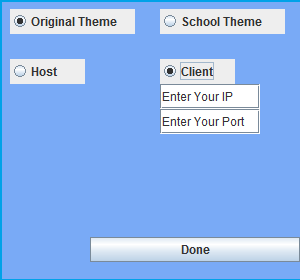 Original Theme
School Theme
Host
Client
Enter Your IP
Enter Your Port
Done